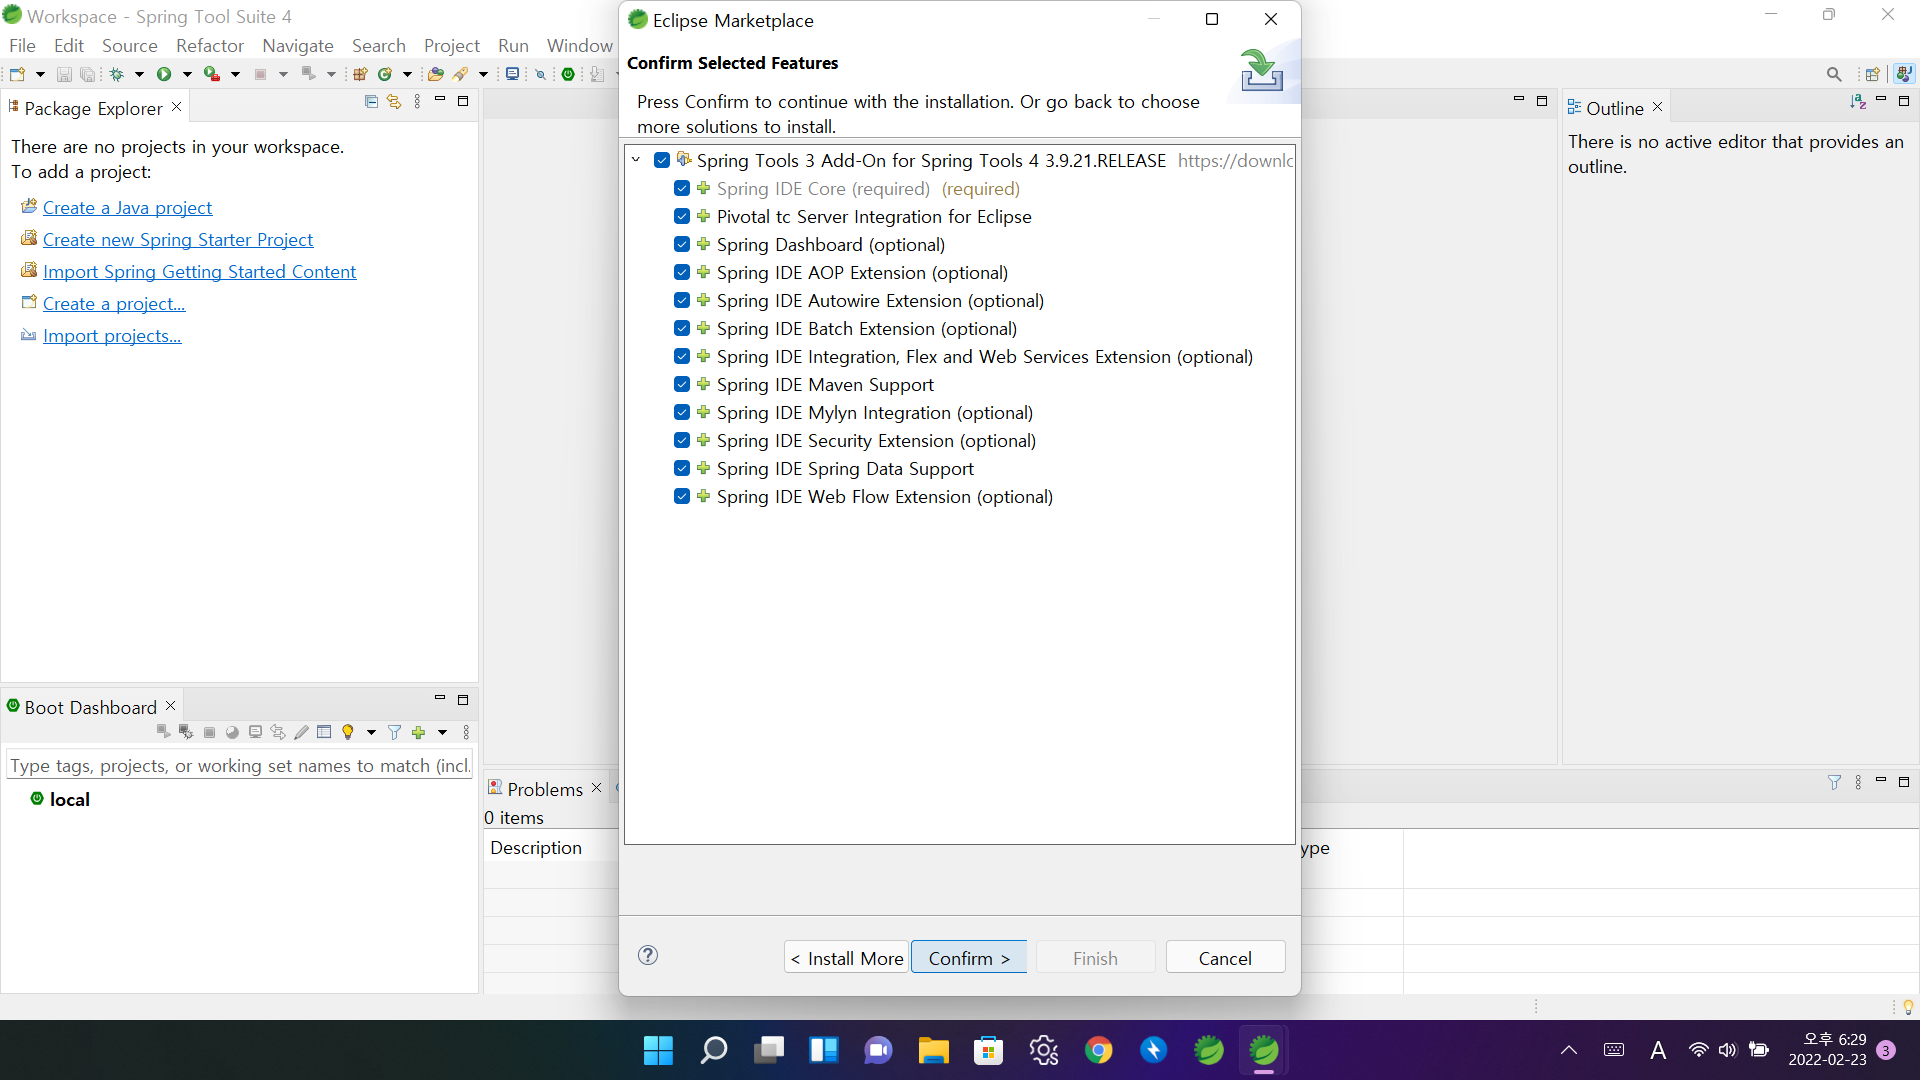 Workspace - Spring Tool Suite 4
File Edit Source Refactor Navigate Search Project Run Window
Package Explorer
There are no projects in your workspace.
To add a project:
Create a Java project
Create new Spring Starter Project
Import Spring Getting Started Content
Create a project...
Import projects...
Boot Dashboard
Type tags, projects, or working set names to match (incl.
local
Eclipse Marketplace
Confirm Selected Features
Press Confirm to continue with the installation. Or go back to choose
more solutions to install.
Spring Tools 3 Add-On for Spring Tools 4 3.9.21.RELEASE https://downlc
Spring IDE Core (required) (required)
Pivotal tc Server Integration for Eclipse
Spring Dashboard (optional)
Spring IDE AOP Extension (optional)
Spring IDE Autowire Extension (optional)
Spring IDE Batch Extension (optional)
Spring IDE Integration, Flex and Web Services Extension (optional)
Spring IDE Maven Support
Spring IDE Mylyn Integration (optional)
Spring IDE Security Extension (optional)
Spring IDE Spring Data Support
Spring IDE Web Flow Extension (optional)
< Install More
Confirm >
Finish
Cancel
Outline
There is no active editor that provides an
outline.
Problems
0 items
Description
ype
A
오후 6:29
2022-02-23
3